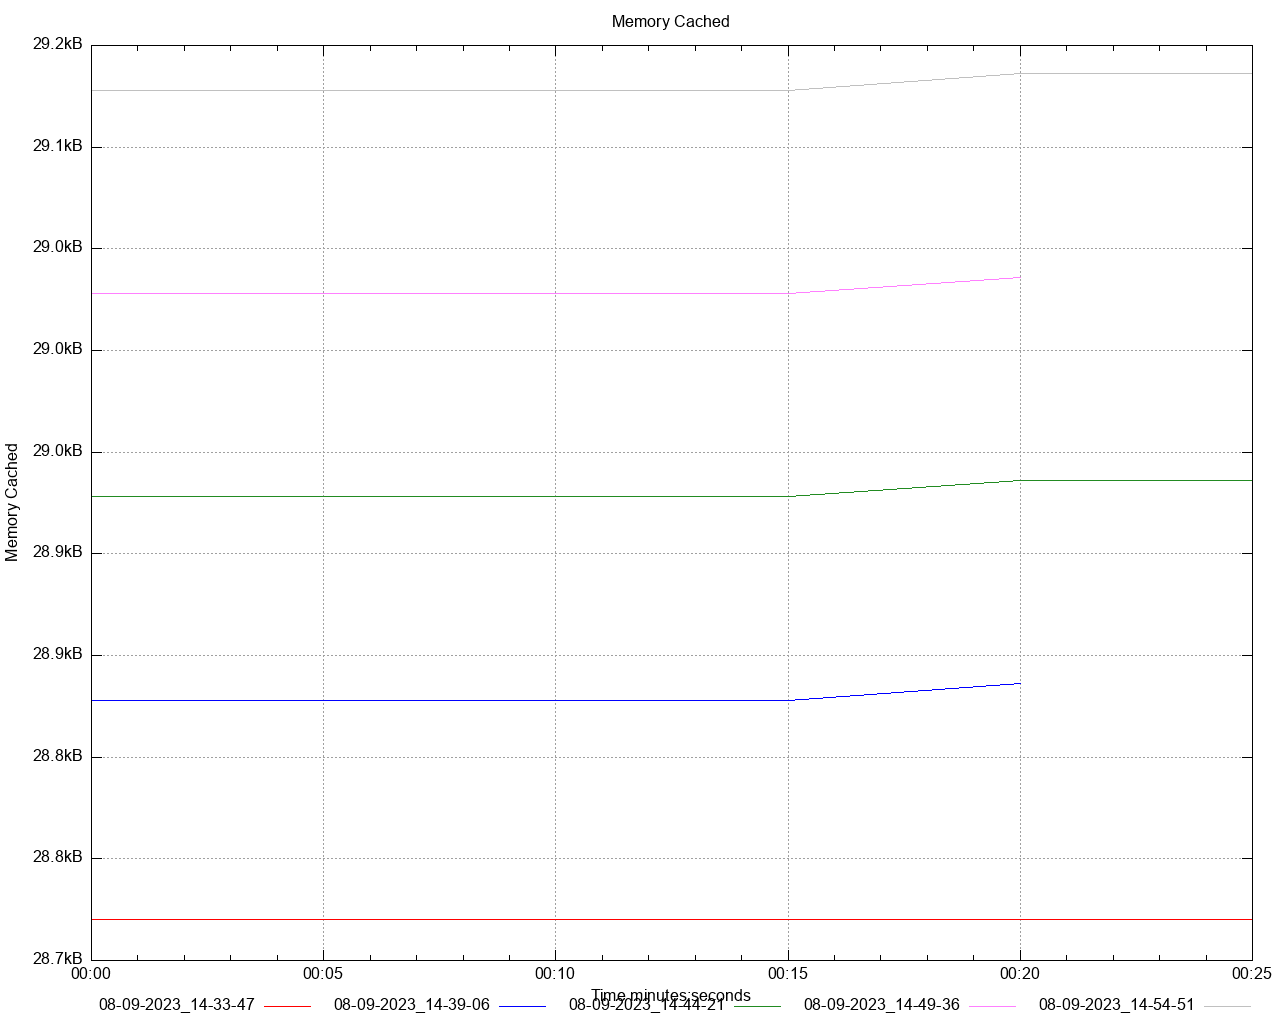 Memory Cached
29.2kB
29.1kB
29.0kB
29.0kB
29.0kB
28.9kB
28.9kB
28.8kB
28.8kB
28.7kB
Memory Cached
00:00 00:05 00:10 00:15 00:20 00:25
Time minutes:seconds
08-09-2023_14-33-47 08-09-2023_14-39-06 08-09-2023_14-44-21 08-09-2023_14-49-36 08-09-2023_14-54-51